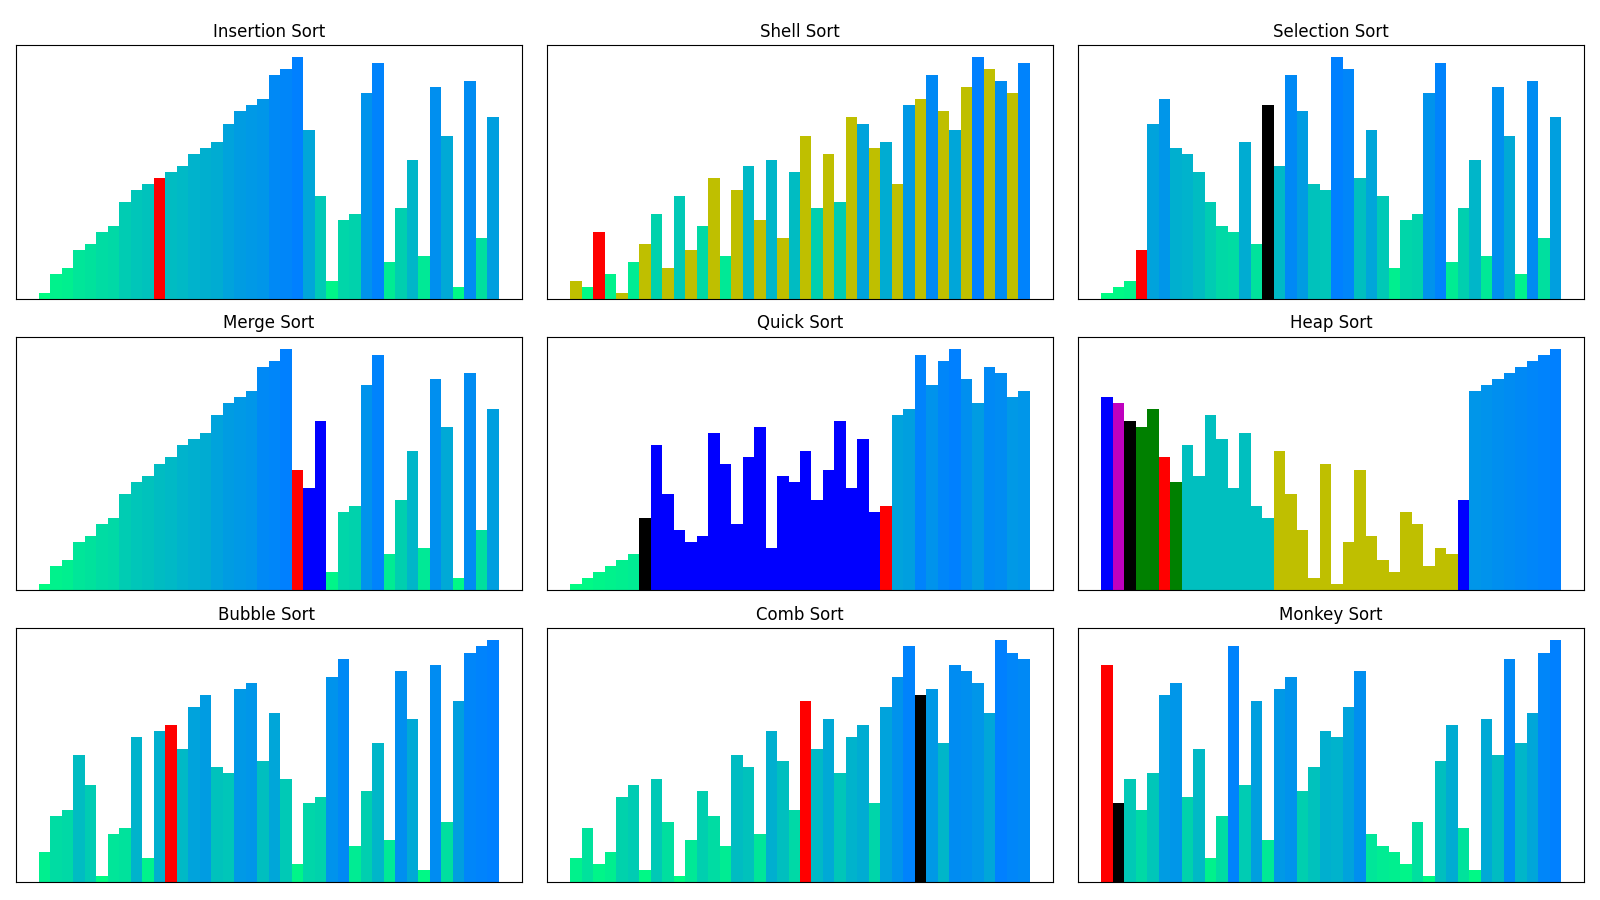 Insertion Sort
Shell Sort
Selection Sort
Merge Sort
Quick Sort
Heap Sort
Bubble Sort
Comb Sort
Monkey Sort